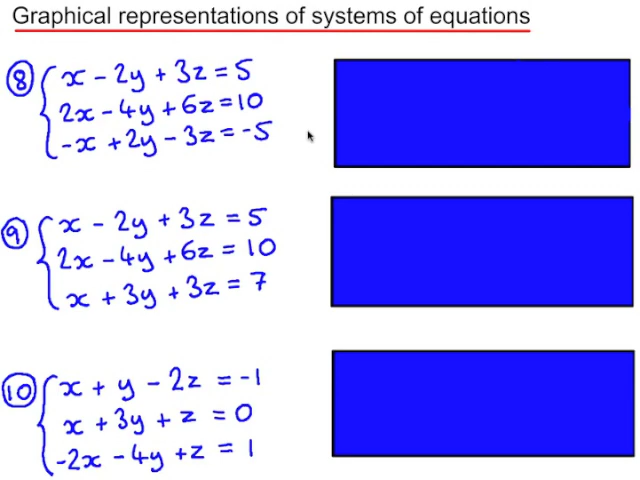 Graphical representations of systems of equations
⑧ x - 2y + 3z = 5
2x - 4y + 6z = 10
-x + 2y - 3z = -5
⑨ x - 2y + 3z = 5
2x - 4y + 6z = 10
x + 3y + 3z = 7
⑩ x + y - 2z = -1
x + 3y + z = 0
-2x - 4y + z = 1